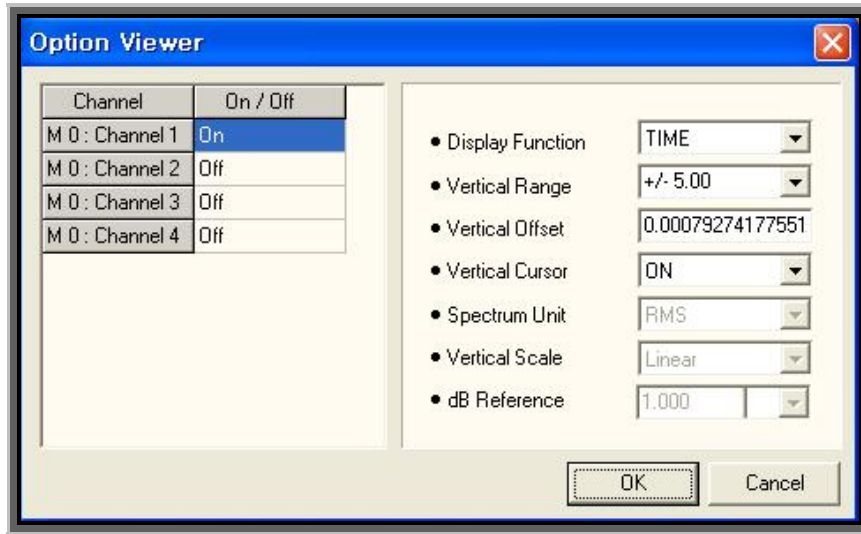 Option Viewer
Channel On / Off
M 0 : Channel 1 On
M 0 : Channel 2 Off
M 0 : Channel 3 Off
M 0 : Channel 4 Off
• Display Function TIME
• Vertical Range +/- 5.00
• Vertical Offset 0.00079274177551
• Vertical Cursor ON
• Spectrum Unit RMS
• Vertical Scale Linear
• dB Reference 1.000
OK Cancel